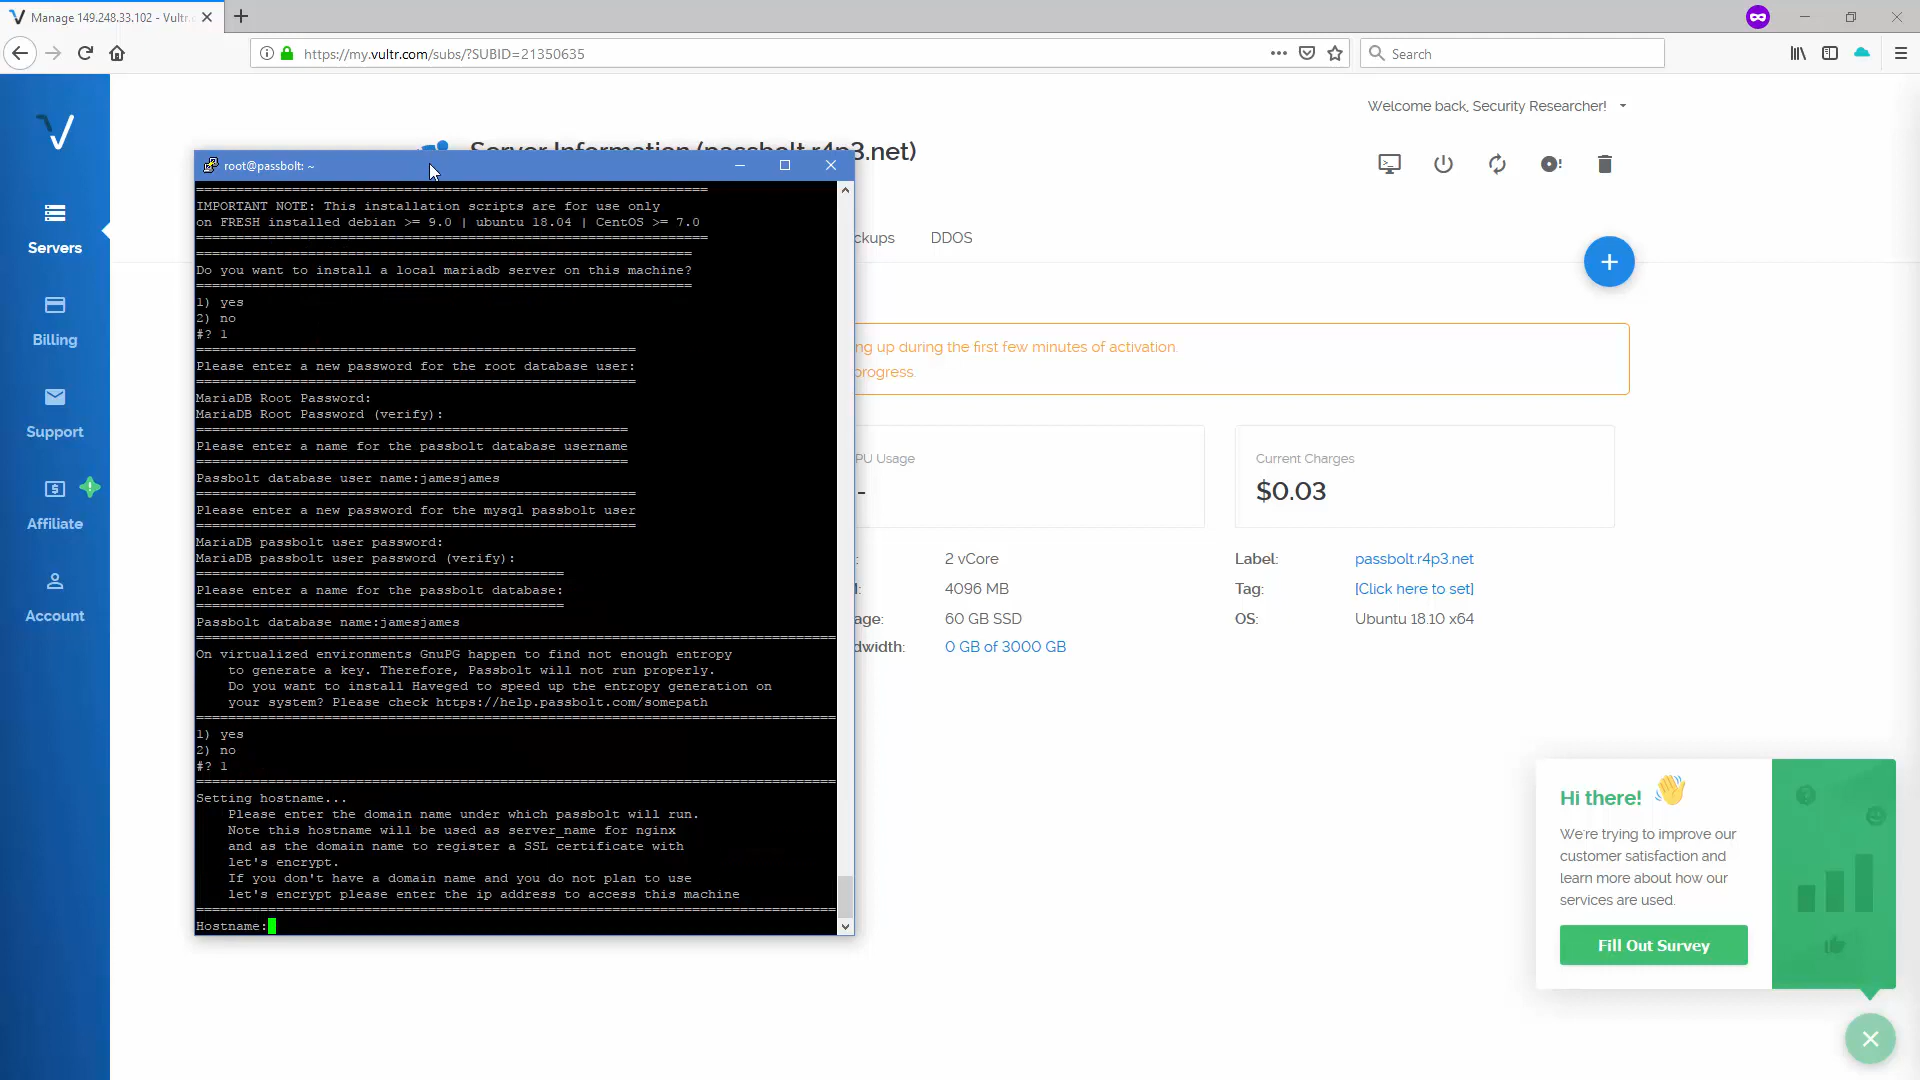 Manage 149.248.33.102 - Vultr.c
https://my.vultr.com/subs/?SUBID=21350635
Search
Welcome back, Security Researcher!
Server Information (passbolt.r4p3.net)
Servers
Billing
Support
Affiliate
Account
root@passbolt: ~
=================================================================
IMPORTANT NOTE: This installation scripts are for use only
on FRESH installed debian >= 9.0 | ubuntu 18.04 | CentOS >= 7.0
================================================================
==============================================================
Do you want to install a local mariadb server on this machine?
==============================================================
1) yes
2) no
#? 1
=======================================================
Please enter a new password for the root database user:
=======================================================
MariaDB Root Password:
MariaDB Root Password (verify):
======================================================
Please enter a name for the passbolt database username
======================================================
Passbolt database user name:jamesjames
=======================================================
Please enter a new password for the mysql passbolt user
=======================================================
MariaDB passbolt user password:
MariaDB passbolt user password (verify):
==============================================
Please enter a name for the passbolt database:
==============================================
Passbolt database name:jamesjames
================================================================================
On virtualized environments GnuPG happen to find not enough entropy
to generate a key. Therefore, Passbolt will not run properly.
Do you want to install Haveged to speed up the entropy generation on
your system? Please check https://help.passbolt.com/somepath
================================================================================
1) yes
2) no
#? 1
================================================================================
Setting hostname...
Please enter the domain name under which passbolt will run.
Note this hostname will be used as server_name for nginx
and as the domain name to register a SSL certificate with
let's encrypt.
If you don't have a domain name and you do not plan to use
let's encrypt please enter the ip address to access this machine
================================================================================
Hostname:
ckups DDOS
+
ng up during the first few minutes of activation.
progress.
PU Usage
-
Current Charges
$0.03
: 2 vCore
4096 MB
age: 60 GB SSD
dwidth: 0 GB of 3000 GB
Label: passbolt.r4p3.net
Tag: [Click here to set]
OS: Ubuntu 18.10 x64
Hi there!
We're trying to improve our
customer satisfaction and
learn more about how our
services are used.
Fill Out Survey